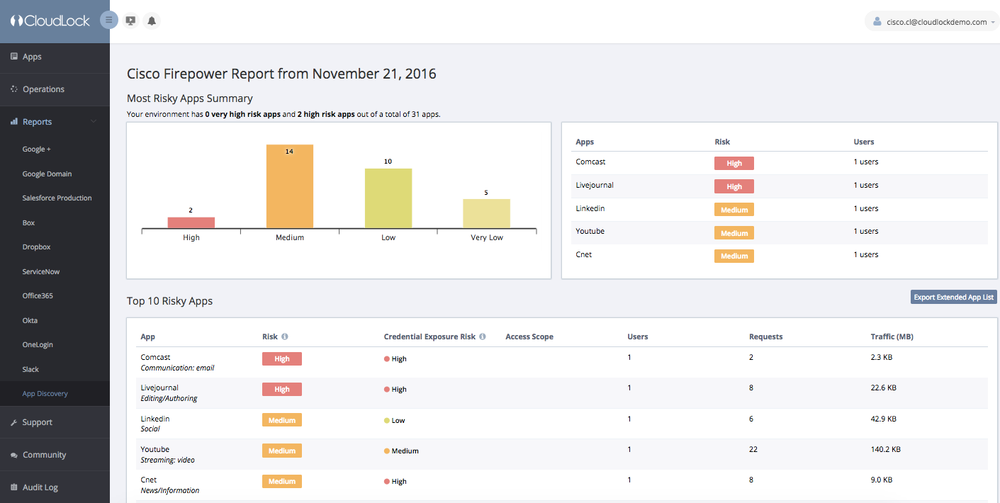 CloudLock
cisco.cl@cloudlockdemo.com
Apps
Operations
Reports
Google +
Google Domain
Salesforce Production
Box
Dropbox
ServiceNow
Office365
Okta
OneLogin
Slack
App Discovery
Support
Community
Audit Log
Cisco Firepower Report from November 21, 2016
Most Risky Apps Summary
Your environment has 0 very high risk apps and 2 high risk apps out of a total of 31 apps.
2 14 10 5
High Medium Low Very Low
Apps Risk Users
Comcast High 1 users
Livejournal High 1 users
Linkedin Medium 1 users
Youtube Medium 1 users
Cnet Medium 1 users
Top 10 Risky Apps
Export Extended App List
App Risk Credential Exposure Risk Access Scope Users Requests Traffic (MB)
Comcast High High 1 2 2.3 KB
Communication: email
Livejournal High High 1 8 22.6 KB
Editing/Authoring
Linkedin Medium Low 1 6 42.9 KB
Social
Youtube Medium Medium 1 22 140.2 KB
Streaming: video
Cnet Medium High 1 8 9.0 KB
News/Information